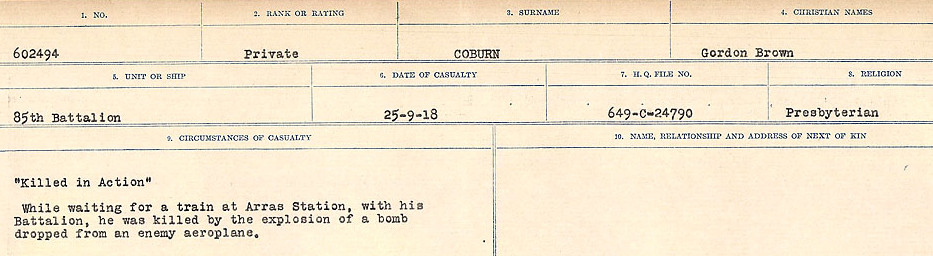 1. NO. 2. RANK OR RATING 3. SURNAME 4. CHRISTIAN NAMES
602494 Private COBURN Gordon Brown
5. UNIT OR SHIP 6. DATE OF CASUALTY 7. H.Q. FILE NO. 8. RELIGION
85th Battalion 25-9-18 649-C-24790 Presbyterian
9. CIRCUMSTANCES OF CASUALTY 10. NAME, RELATIONSHIP AND ADDRESS OF NEXT OF KIN
"Killed in Action"
While waiting for a train at Arras Station, with his
Battalion, he was killed by the explosion of a bomb
dropped from an enemy aeroplane.